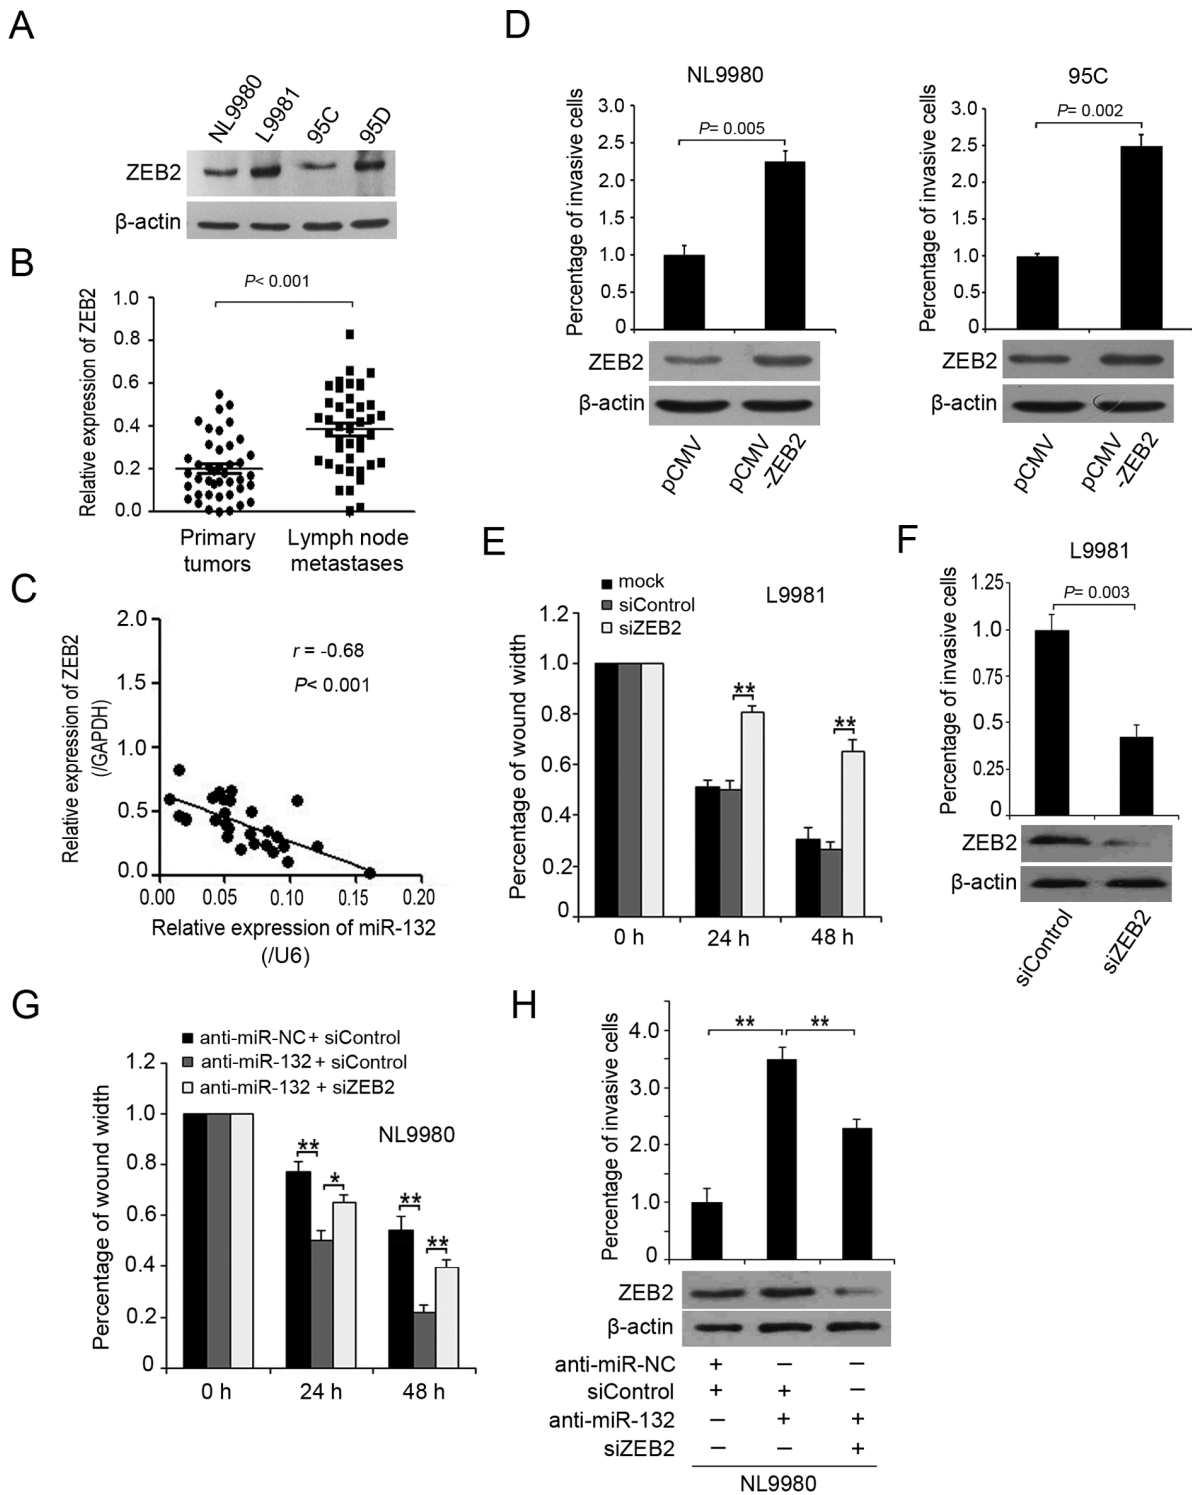 A
NL9980 L9981 95C 95D
ZEB2
β-actin
B
P< 0.001
Relative expression of ZEB2
1.0
0.8
0.6
0.4
0.2
0.0
Primary tumors
Lymph node metastases
C
Relative expression of ZEB2
(/GAPDH)
2.0
1.5
1.0
0.5
0.0
r = -0.68
P< 0.001
0.00 0.05 0.10 0.15 0.20
Relative expression of miR-132
(/U6)
D
NL9980
Percentage of invasive cells
3.0
2.5
2.0
1.5
1.0
0.5
0
P= 0.005
ZEB2
β-actin
pCMV
pCMV
-ZEB2
95C
Percentage of invasive cells
3.0
2.5
2.0
1.5
1.0
0.5
0
P= 0.002
ZEB2
β-actin
pCMV
pCMV
-ZEB2
E
mock
siControl
siZEB2
L9981
Percentage of wound width
1.2
1.0
0.8
0.6
0.4
0.2
0
**
**
0 h 24 h 48 h
F
L9981
Percentage of invasive cells
1.25
1.0
0.75
0.5
0.25
0
P= 0.003
ZEB2
β-actin
siControl
siZEB2
G
anti-miR-NC + siControl
anti-miR-132 + siControl
anti-miR-132 + siZEB2
NL9980
Percentage of wound width
1.2
1.0
0.8
0.6
0.4
0.2
0
**
*
**
**
0 h 24 h 48 h
H
Percentage of invasive cells
4.0
3.0
2.0
1.0
0
** **
ZEB2
β-actin
anti-miR-NC + – –
siControl + + –
anti-miR-132 – + +
siZEB2 – – +
NL9980